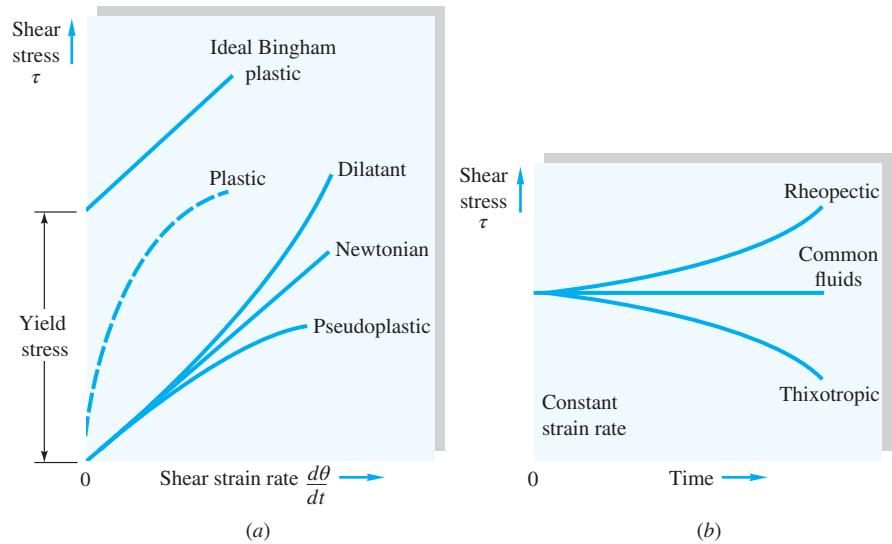 Shear
stress
τ
Ideal Bingham
plastic
Plastic
Dilatant
Newtonian
Pseudoplastic
Yield
stress
0
Shear strain rate dθ/dt
(a)
Shear
stress
τ
Rheopectic
Common
fluids
Thixotropic
Constant
strain rate
0
Time
(b)